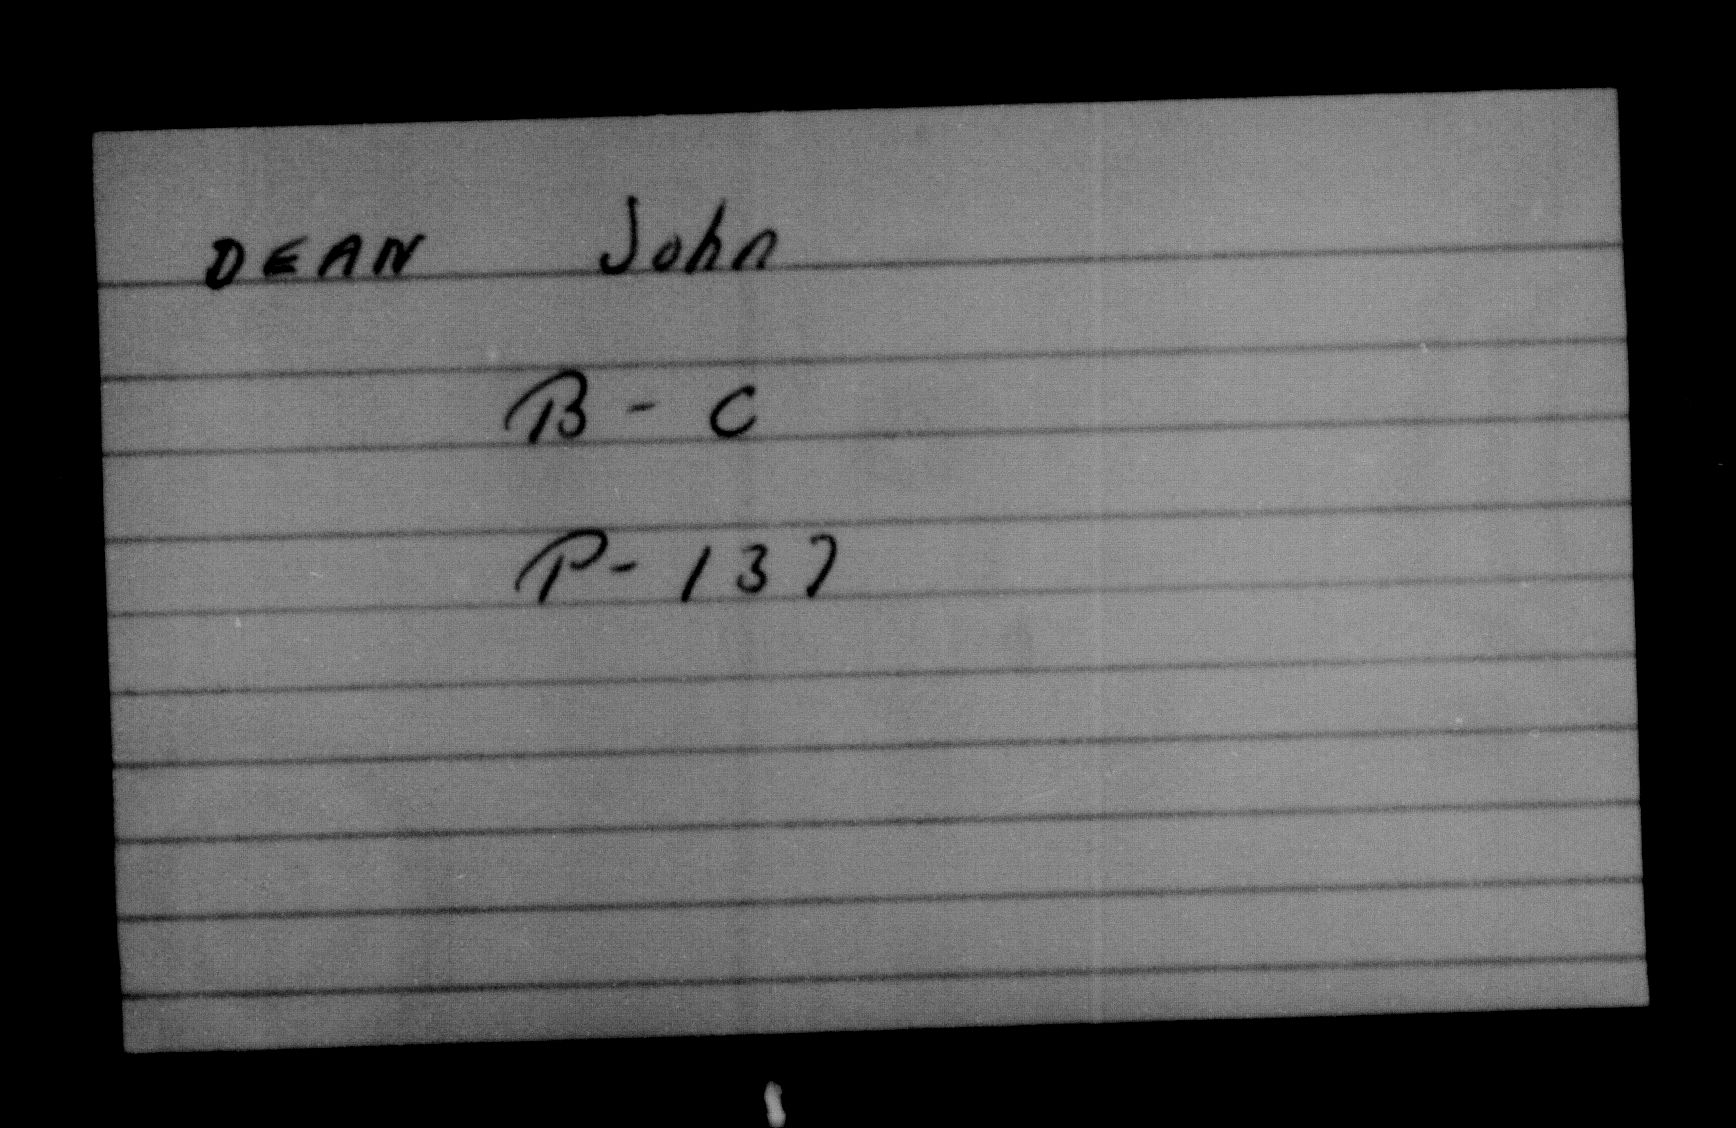 DEAN John
B - C
P - 137